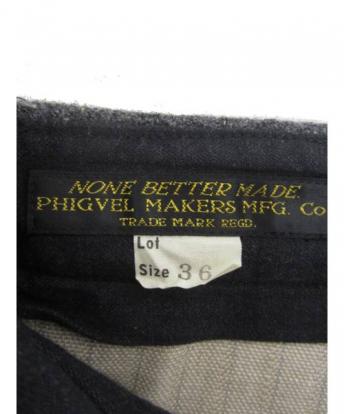 NONE BETTER MADE.
PHIGVEL MAKERS MFG. Co
TRADE MARK REGD.
Lot
Size 36